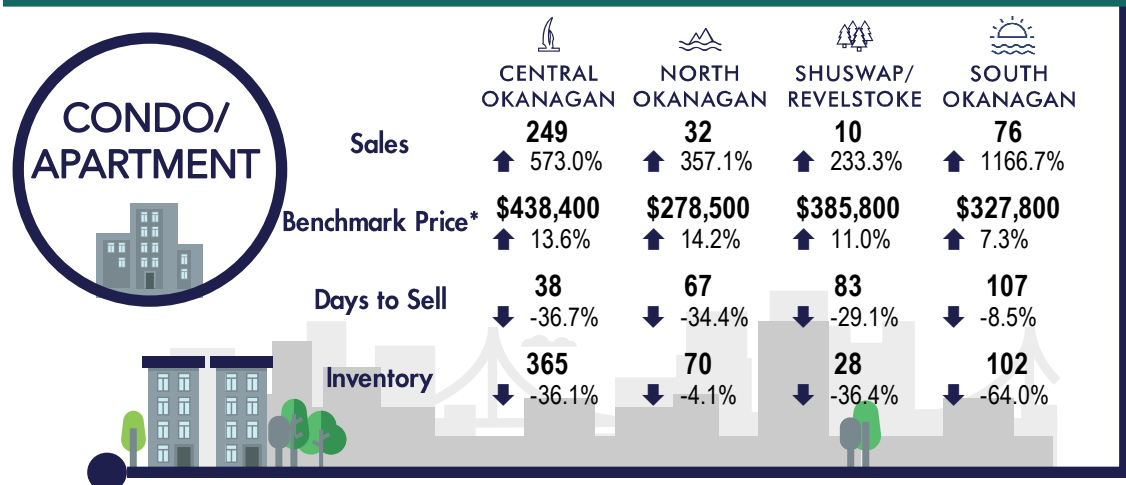 CONDO/
APARTMENT
CENTRAL
OKANAGAN
NORTH
OKANAGAN
SHUSWAP/
REVELSTOKE
SOUTH
OKANAGAN
Sales
249
573.0%
32
357.1%
10
233.3%
76
1166.7%
Benchmark Price*
$438,400
13.6%
$278,500
14.2%
$385,800
11.0%
$327,800
7.3%
Days to Sell
38
-36.7%
67
-34.4%
83
-29.1%
107
-8.5%
Inventory
365
-36.1%
70
-4.1%
28
-36.4%
102
-64.0%